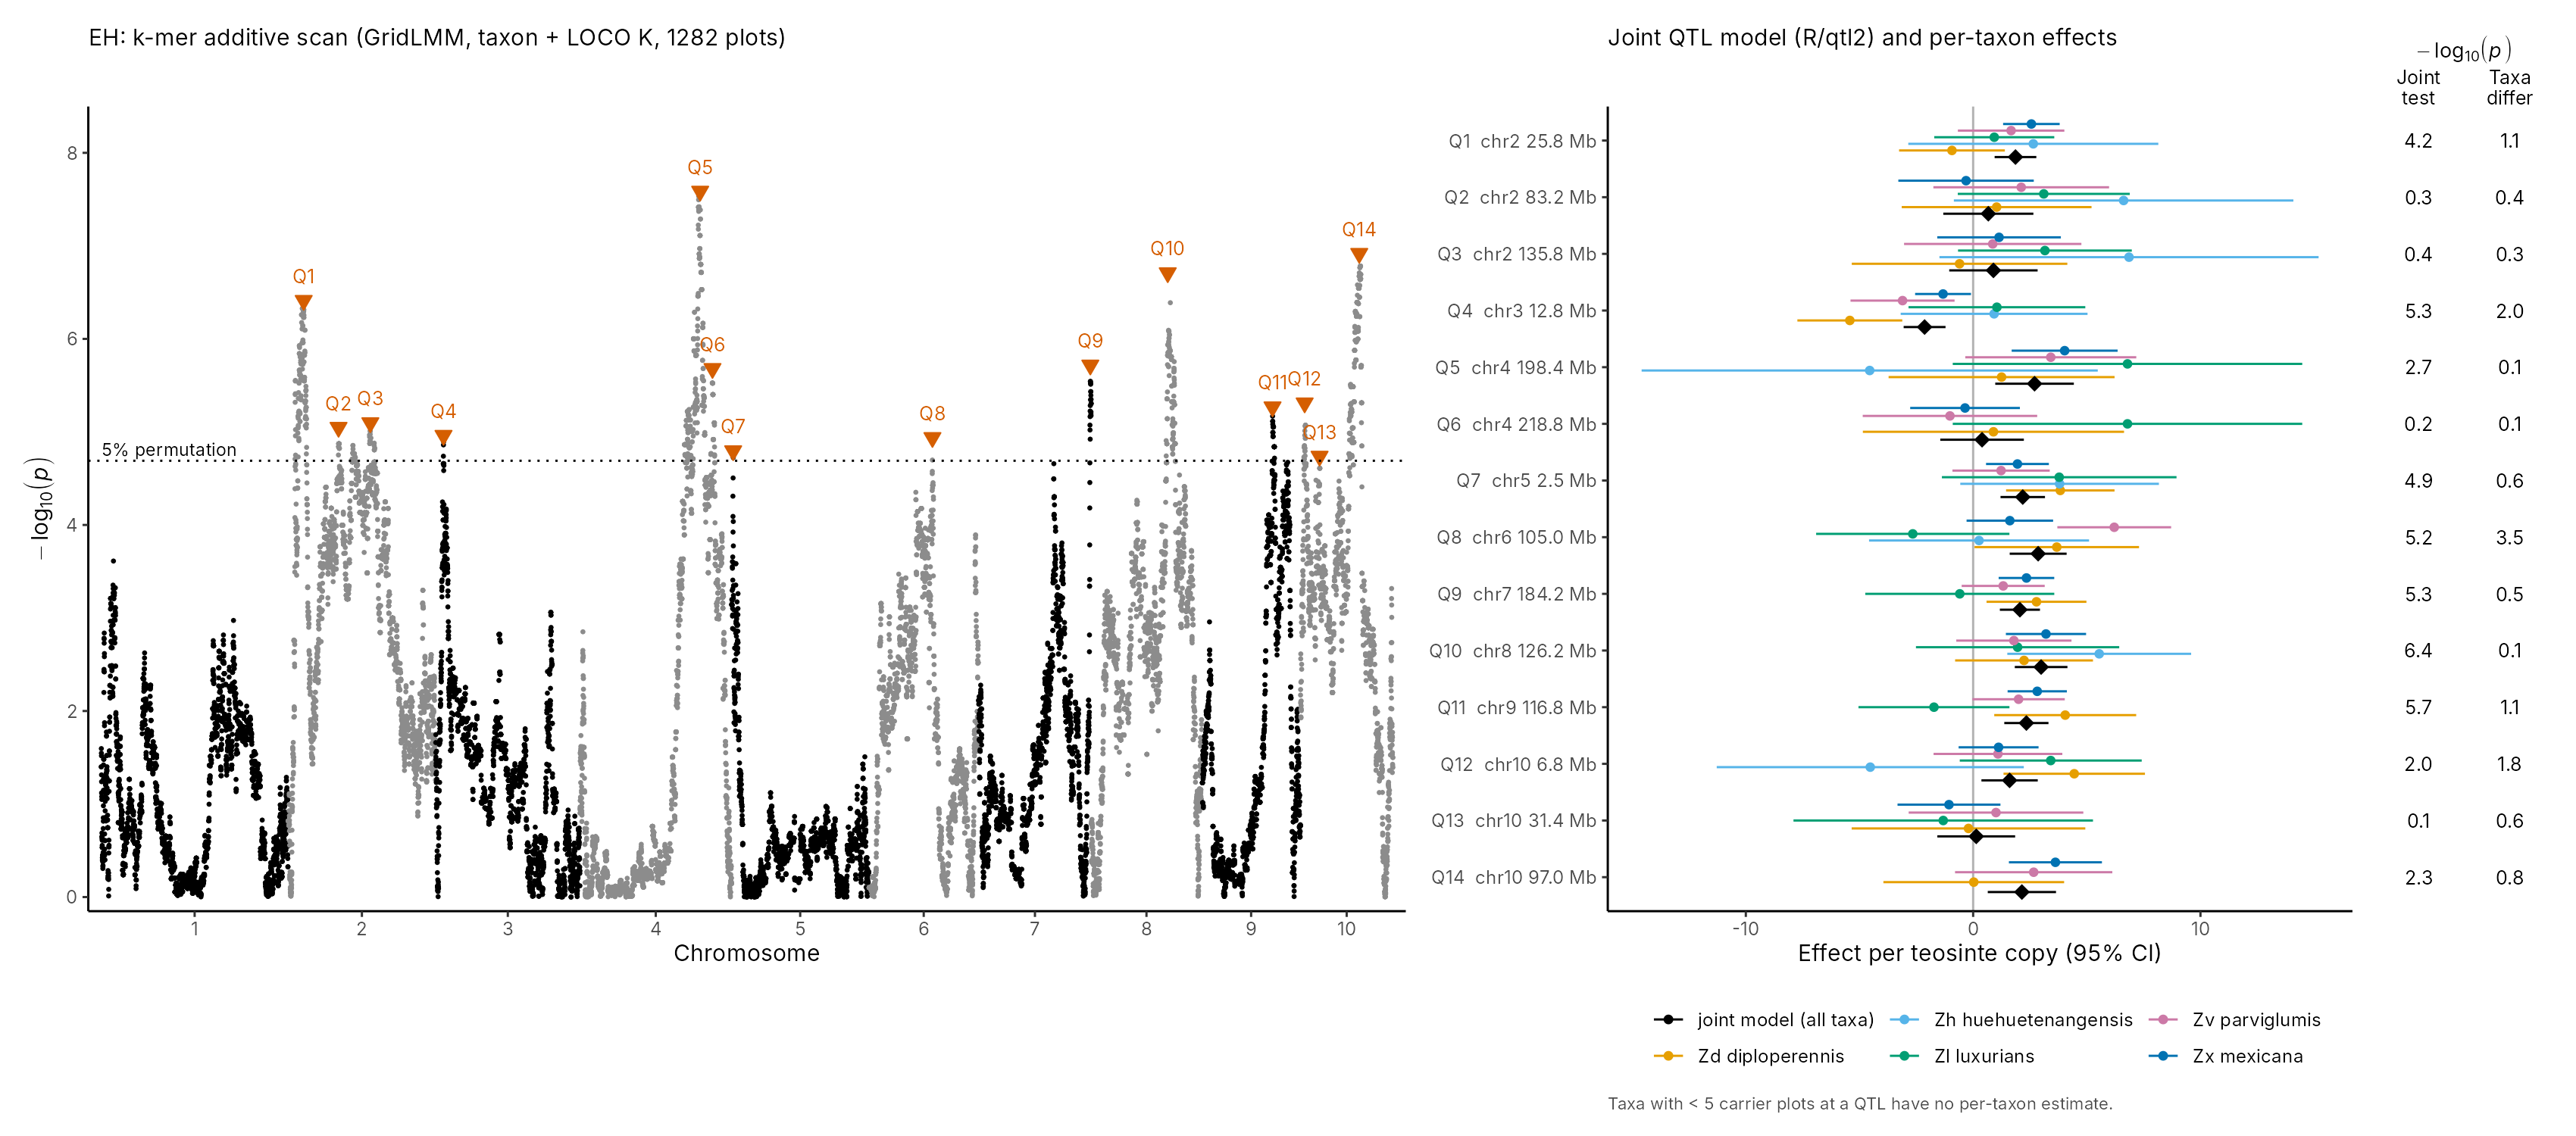 EH: k-mer additive scan (GridLMM, taxon + LOCO K, 1282 plots)
− log10(p)
8
6
4
2
0
5% permutation
Q1
Q2
Q3
Q4
Q5
Q6
Q7
Q8
Q9
Q10
Q11
Q12
Q13
Q14
1 2 3 4 5 6 7 8 9 10
Chromosome
Joint QTL model (R/qtl2) and per-taxon effects
− log10(p)
Joint test
Taxa differ
Q1 chr2 25.8 Mb 4.2 1.1
Q2 chr2 83.2 Mb 0.3 0.4
Q3 chr2 135.8 Mb 0.4 0.3
Q4 chr3 12.8 Mb 5.3 2.0
Q5 chr4 198.4 Mb 2.7 0.1
Q6 chr4 218.8 Mb 0.2 0.1
Q7 chr5 2.5 Mb 4.9 0.6
Q8 chr6 105.0 Mb 5.2 3.5
Q9 chr7 184.2 Mb 5.3 0.5
Q10 chr8 126.2 Mb 6.4 0.1
Q11 chr9 116.8 Mb 5.7 1.1
Q12 chr10 6.8 Mb 2.0 1.8
Q13 chr10 31.4 Mb 0.1 0.6
Q14 chr10 97.0 Mb 2.3 0.8
-10 0 10
Effect per teosinte copy (95% CI)
joint model (all taxa) Zh huehuetenangensis Zv parviglumis
Zd diploperennis Zl luxurians Zx mexicana
Taxa with < 5 carrier plots at a QTL have no per-taxon estimate.